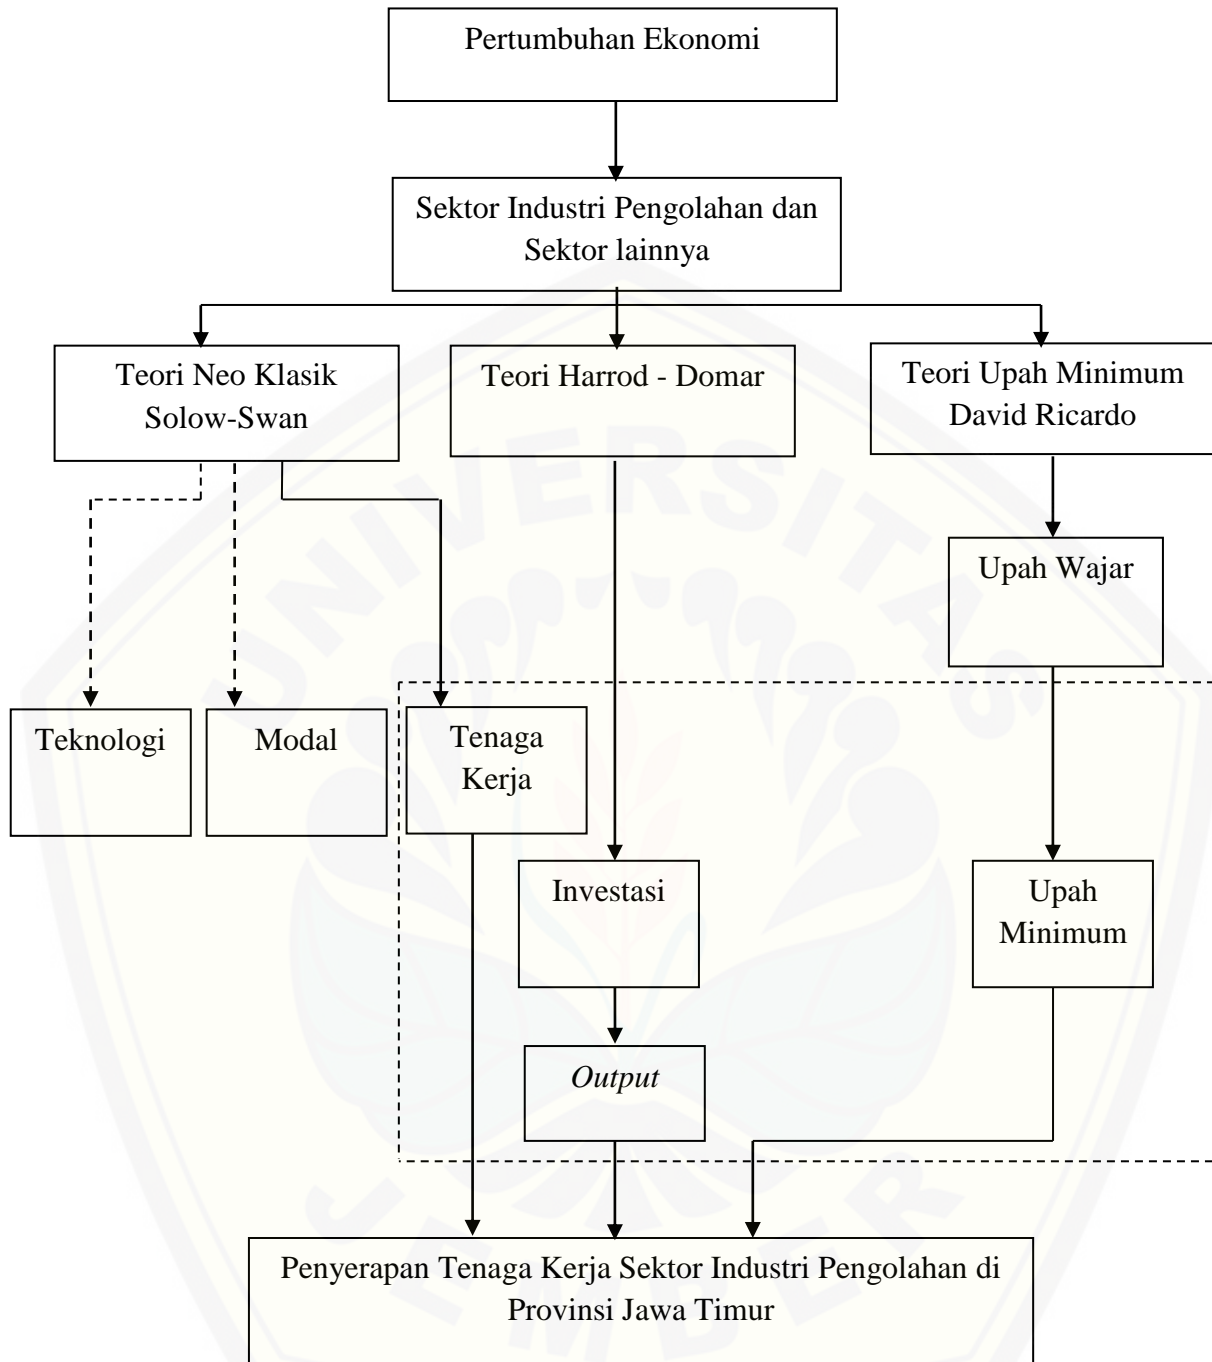 Pertumbuhan Ekonomi
Sektor Industri Pengolahan dan
Sektor lainnya
Teori Neo Klasik
Solow-Swan
Teori Harrod - Domar
Teori Upah Minimum
David Ricardo
Upah Wajar
Teknologi
Modal
Tenaga
Kerja
Investasi
Upah
Minimum
Output
Penyerapan Tenaga Kerja Sektor Industri Pengolahan di
Provinsi Jawa Timur
UNIVERSITAS
JEMBER